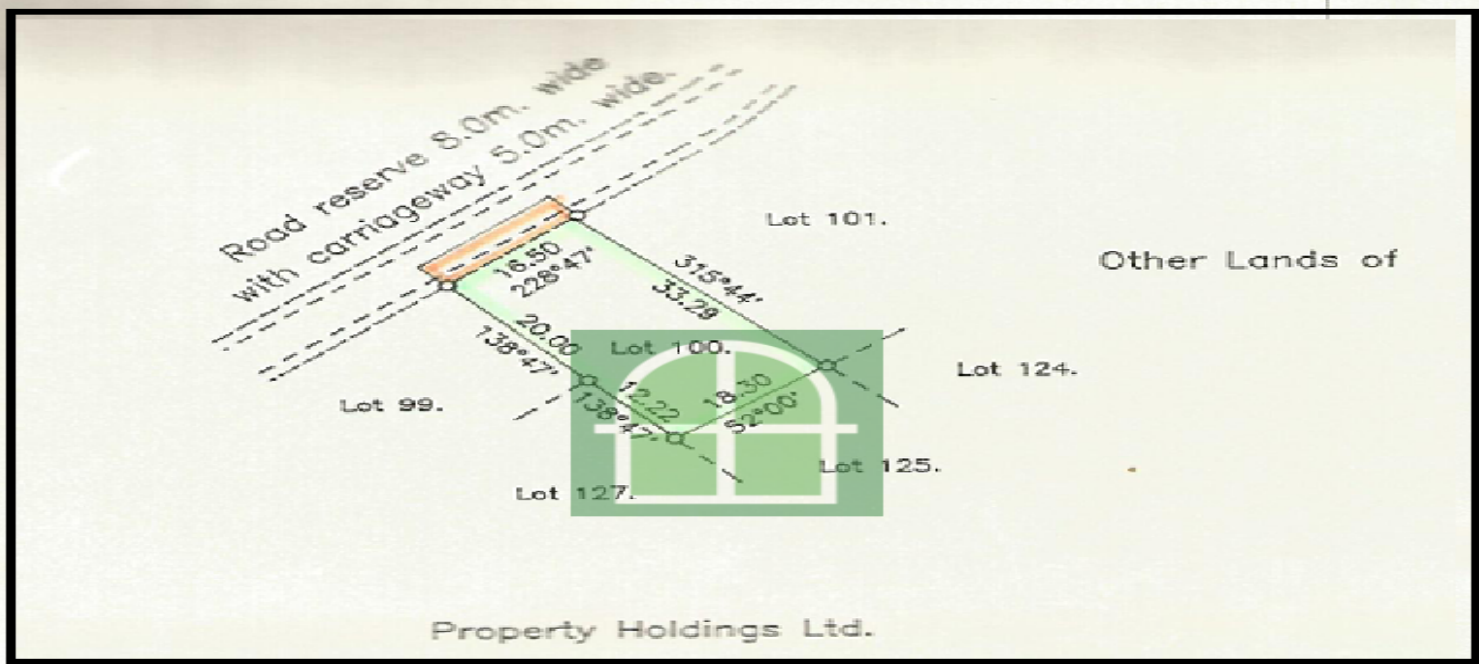 Road reserve 8.0m. wide
with carriageway 5.0m. wide.
Lot 101.
Other Lands of
16.50
228°47'
315°44'
33.29
20.00
138°47'
Lot 100.
Lot 124.
Lot 99.
12.22
138°47'
18.30
52°00'
Lot 125.
Lot 127.
Property Holdings Ltd.